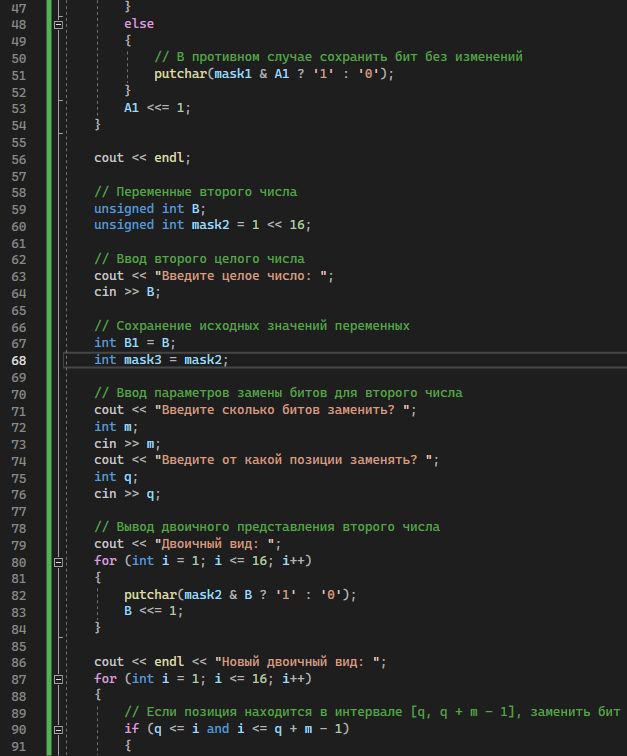 47 }
48 else
49 {
50 // В противном случае сохранить бит без изменений
51 putchar(mask1 & A1 ? '1' : '0');
52 }
53 A1 <<= 1;
54 }
55
56 cout << endl;
57
58 // Переменные второго числа
59 unsigned int B;
60 unsigned int mask2 = 1 << 16;
61
62 // Ввод второго целого числа
63 cout << "Введите целое число: ";
64 cin >> B;
65
66 // Сохранение исходных значений переменных
67 int B1 = B;
68 int mask3 = mask2;
69
70 // Ввод параметров замены битов для второго числа
71 cout << "Введите сколько битов заменить? ";
72 int m;
73 cin >> m;
74 cout << "Введите от какой позиции заменять? ";
75 int q;
76 cin >> q;
77
78 // Вывод двоичного представления второго числа
79 cout << "Двоичный вид: ";
80 for (int i = 1; i <= 16; i++)
81 {
82 putchar(mask2 & B ? '1' : '0');
83 B <<= 1;
84 }
85
86 cout << endl << "Новый двоичный вид: ";
87 for (int i = 1; i <= 16; i++)
88 {
89 // Если позиция находится в интервале [q, q + m - 1], заменить бит
90 if (q <= i and i <= q + m - 1)
91 {